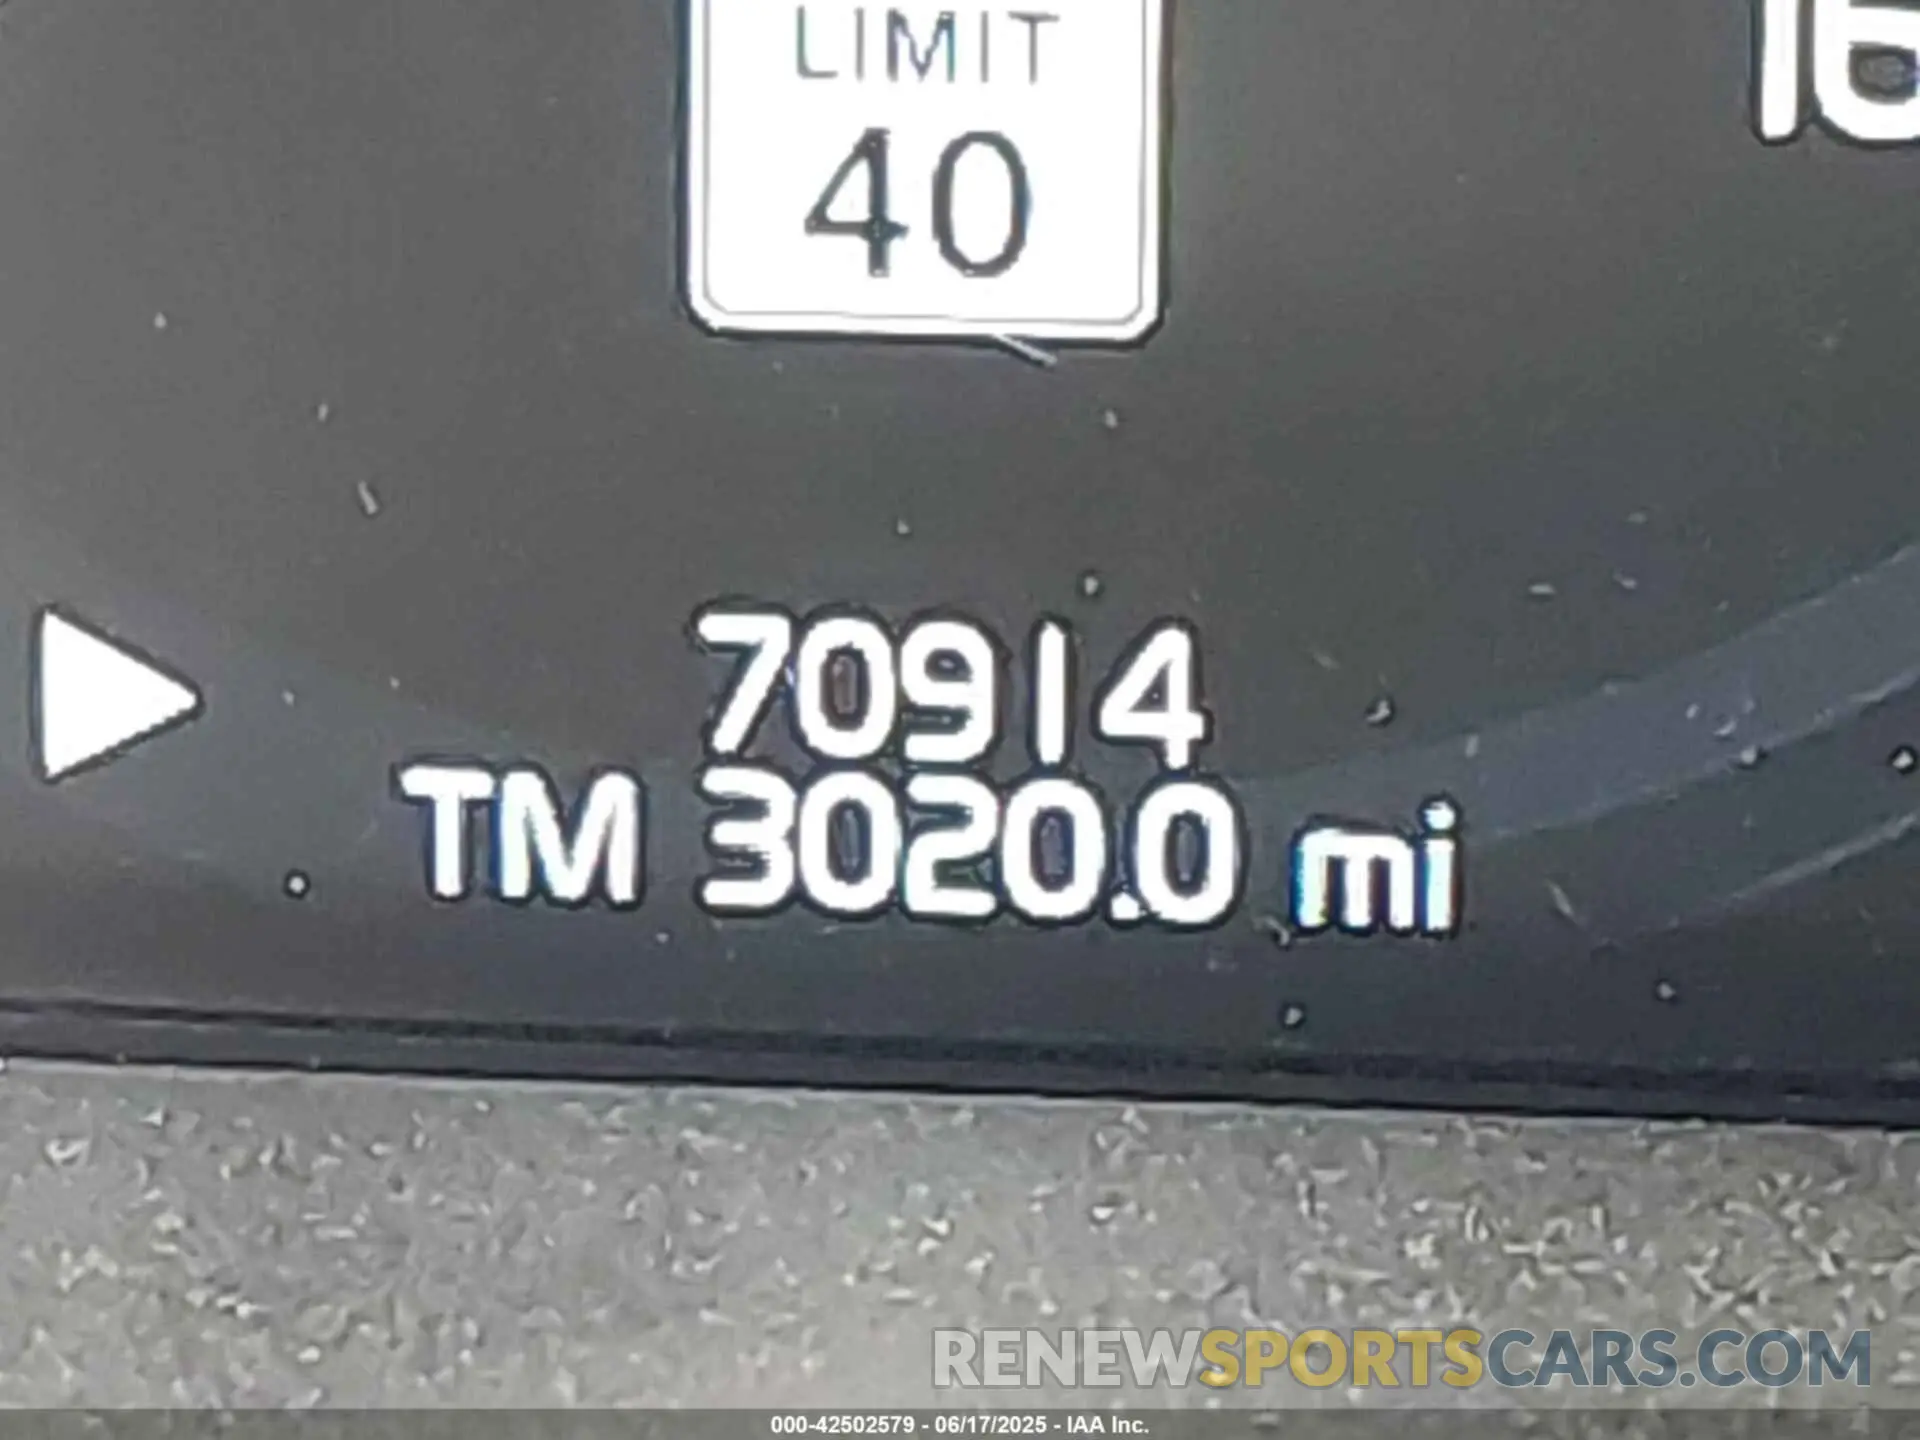 LIMIT
40
70914
TM 3020.0 mi
RENEWSPORTSCARS.COM
000-42502579 - 06/17/2025 - IAA Inc.